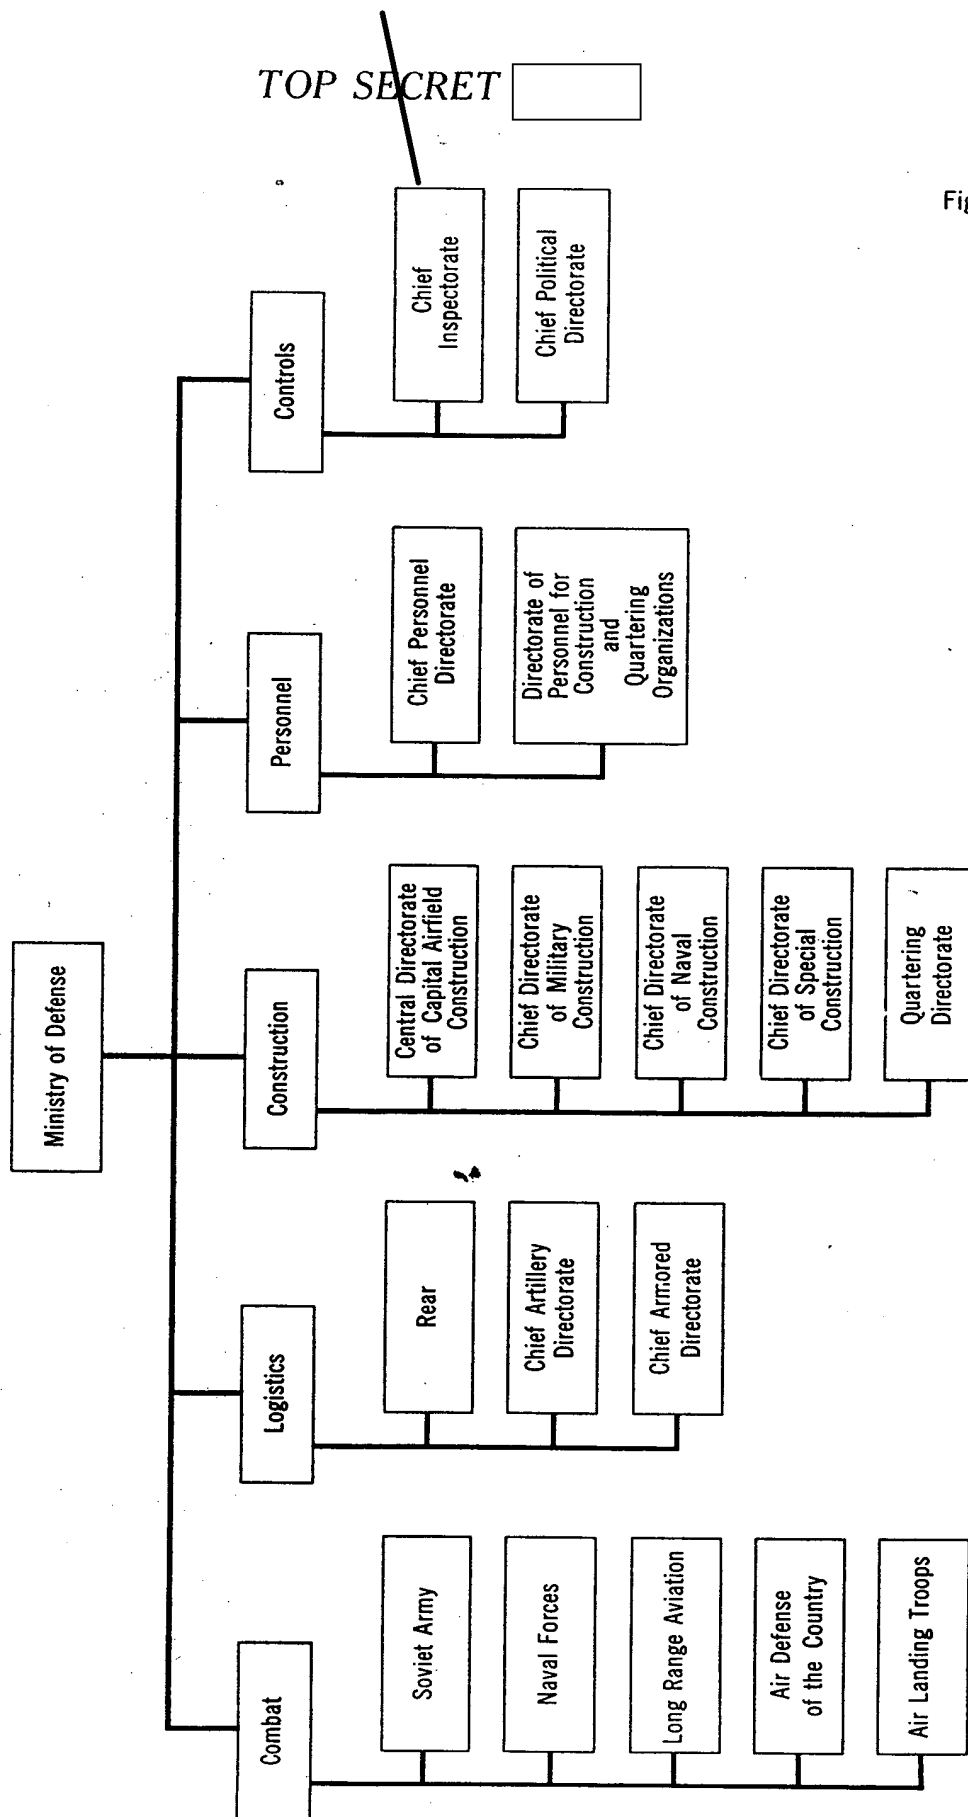 TOP SECRET
Fig
Ministry of Defense
Combat
Soviet Army
Naval Forces
Long Range Aviation
Air Defense
of the Country
Air Landing Troops
Logistics
Rear
Chief Artillery
Directorate
Chief Armored
Directorate
Construction
Central Directorate
of Capital Airfield
Construction
Chief Directorate
of Military
Construction
Chief Directorate
of Naval
Construction
Chief Directorate
of Special
Construction
Quartering
Directorate
Personnel
Chief Personnel
Directorate
Directorate of
Personnel for
Construction
and
Quartering
Organizations
Controls
Chief
Inspectorate
Chief Political
Directorate